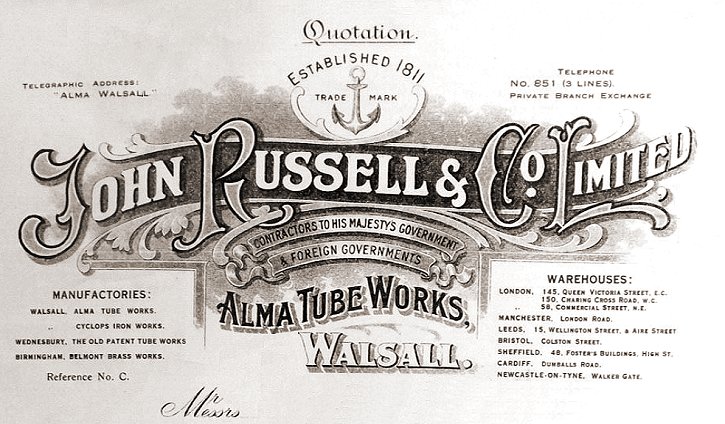 Quotation.
TELEGRAPHIC ADDRESS:
"ALMA WALSALL"
ESTABLISHED 1811
TRADE MARK
TELEPHONE
No. 851 (3 LINES).
PRIVATE BRANCH EXCHANGE
JOHN RUSSELL & Co. LIMITED
CONTRACTORS TO HIS MAJESTY'S GOVERNMENT
& FOREIGN GOVERNMENTS
ALMA TUBE WORKS,
WALSALL.
MANUFACTORIES:
WALSALL, ALMA TUBE WORKS.
" CYCLOPS IRON WORKS.
WEDNESBURY, THE OLD PATENT TUBE WORKS
BIRMINGHAM, BELMONT BRASS WORKS.
Reference No. C.
Mr
Messrs
WAREHOUSES:
LONDON, 145, QUEEN VICTORIA STREET, E.C.
150, CHARING CROSS ROAD, W.C.
" 58, COMMERCIAL STREET, N.E.
MANCHESTER, LONDON ROAD.
LEEDS, 15, WELLINGTON STREET, & AIRE STREET
BRISTOL, COLSTON STREET.
SHEFFIELD, 48, FOSTER'S BUILDINGS, HIGH ST.
CARDIFF, DUMBALLS ROAD.
NEWCASTLE-ON-TYNE, WALKER GATE.